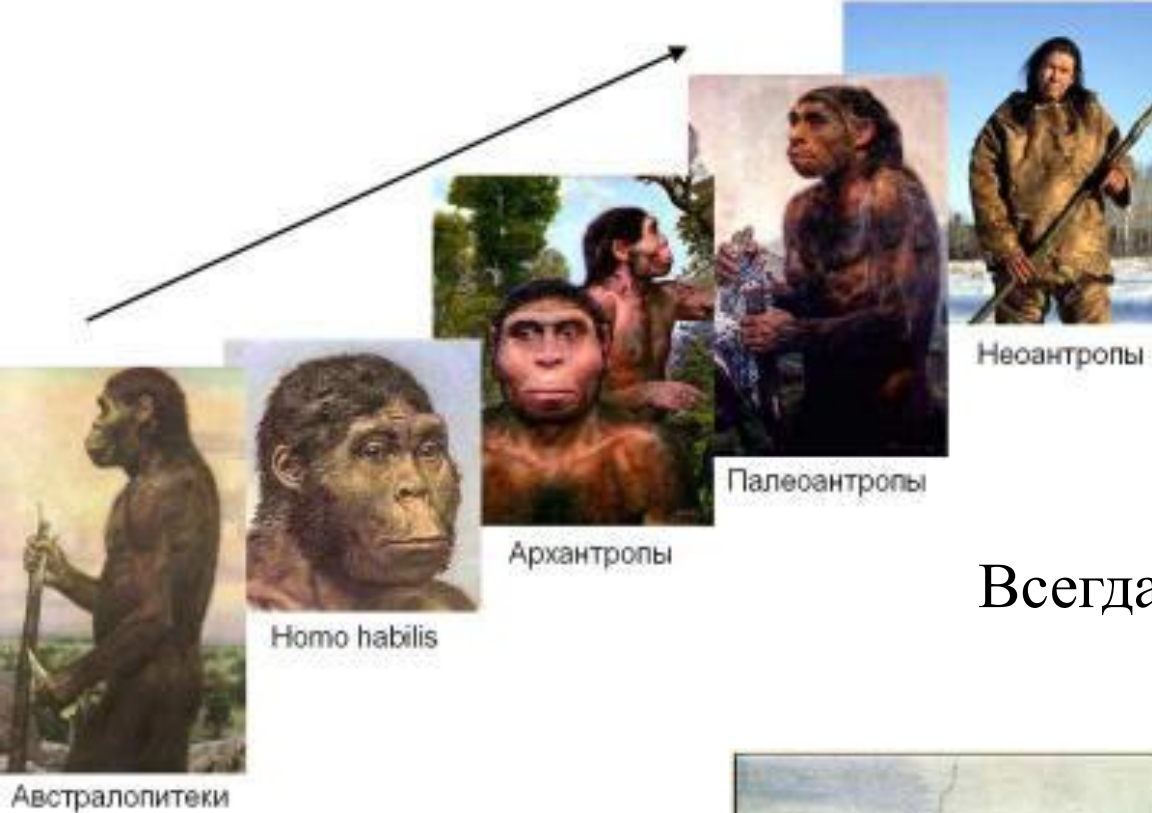 Неоантропы
Палеоантропы
Архантропы
Всегда
Homo habilis
Австралопитеки